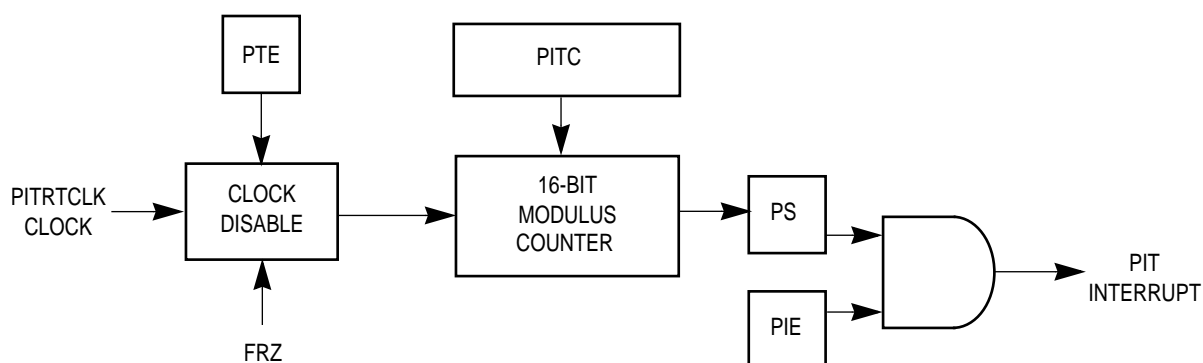 PTE
PITC
PITRTCLK
CLOCK
CLOCK
DISABLE
16-BIT
MODULUS
COUNTER
PS
PIE
PIT
INTERRUPT
FRZ